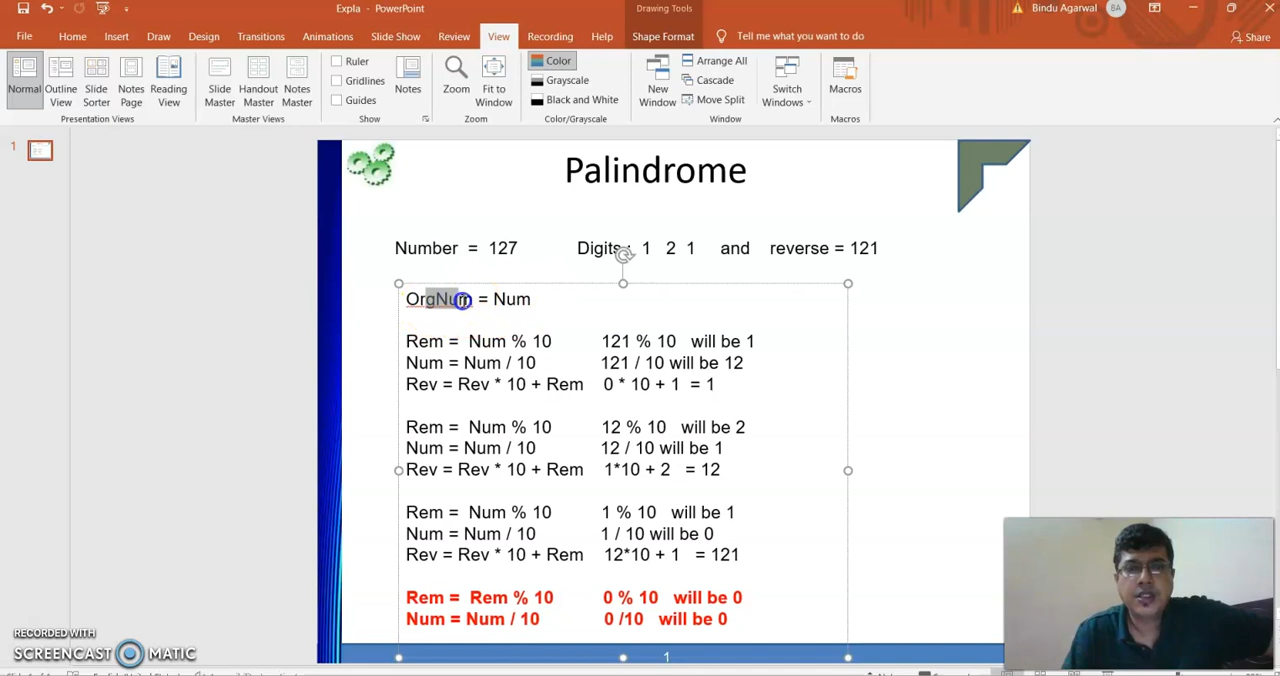 Expla - PowerPoint
Drawing Tools
Bindu Agarwal
BA
File Home Insert Draw Design Transitions Animations Slide Show Review View Recording Help Shape Format Tell me what you want to do
Share
Normal Outline View Slide Sorter Notes Page Reading View
Presentation Views
Slide Master Handout Master Notes Master
Master Views
Ruler
Gridlines
Guides
Notes
Show
Zoom Fit to Window
Zoom
Color
Grayscale
Black and White
Color/Grayscale
New Window
Arrange All
Cascade
Move Split
Switch Windows
Window
Macros
Macros
1
Palindrome
Number = 127 Digits : 1 2 1 and reverse = 121
OrgNum = Num
Rem = Num % 10 121 % 10 will be 1
Num = Num / 10 121 / 10 will be 12
Rev = Rev * 10 + Rem 0 * 10 + 1 = 1
Rem = Num % 10 12 % 10 will be 2
Num = Num / 10 12 / 10 will be 1
Rev = Rev * 10 + Rem 1*10 + 2 = 12
Rem = Num % 10 1 % 10 will be 1
Num = Num / 10 1 / 10 will be 0
Rev = Rev * 10 + Rem 12*10 + 1 = 121
Rem = Rem % 10 0 % 10 will be 0
Num = Num / 10 0 /10 will be 0
1
RECORDED WITH
SCREENCAST MATIC